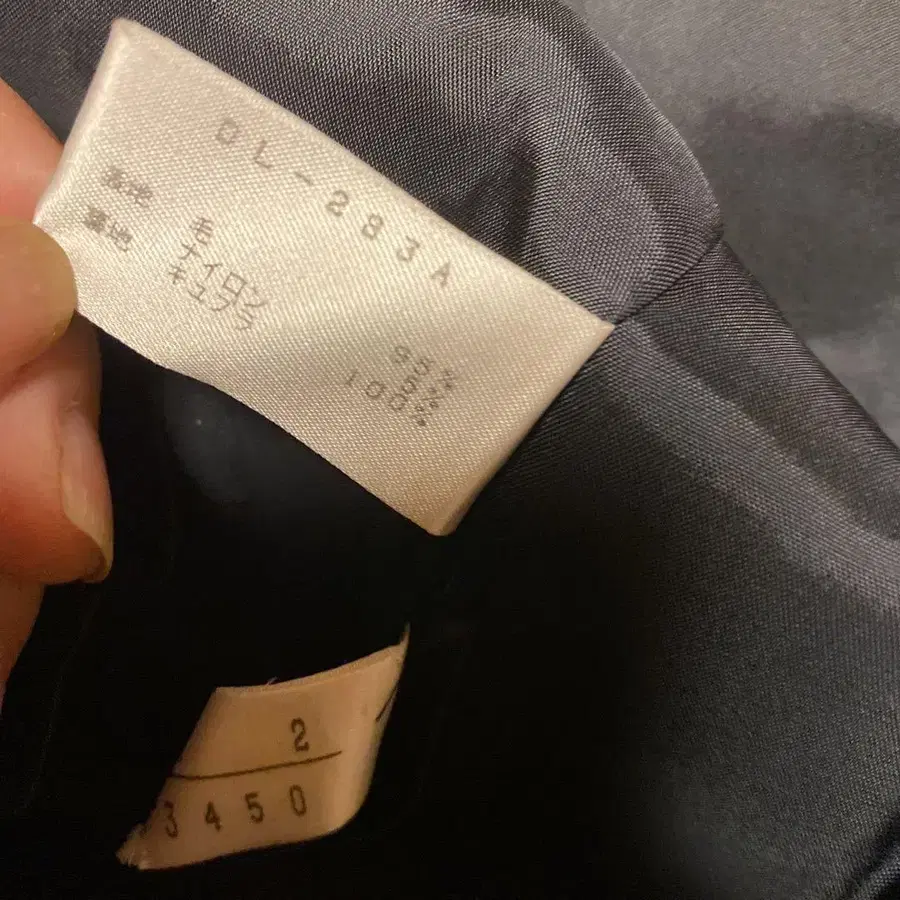 DL-283A
表地 毛 95%
ナイロン 5%
裏地 キュプラ 100%
2
3450